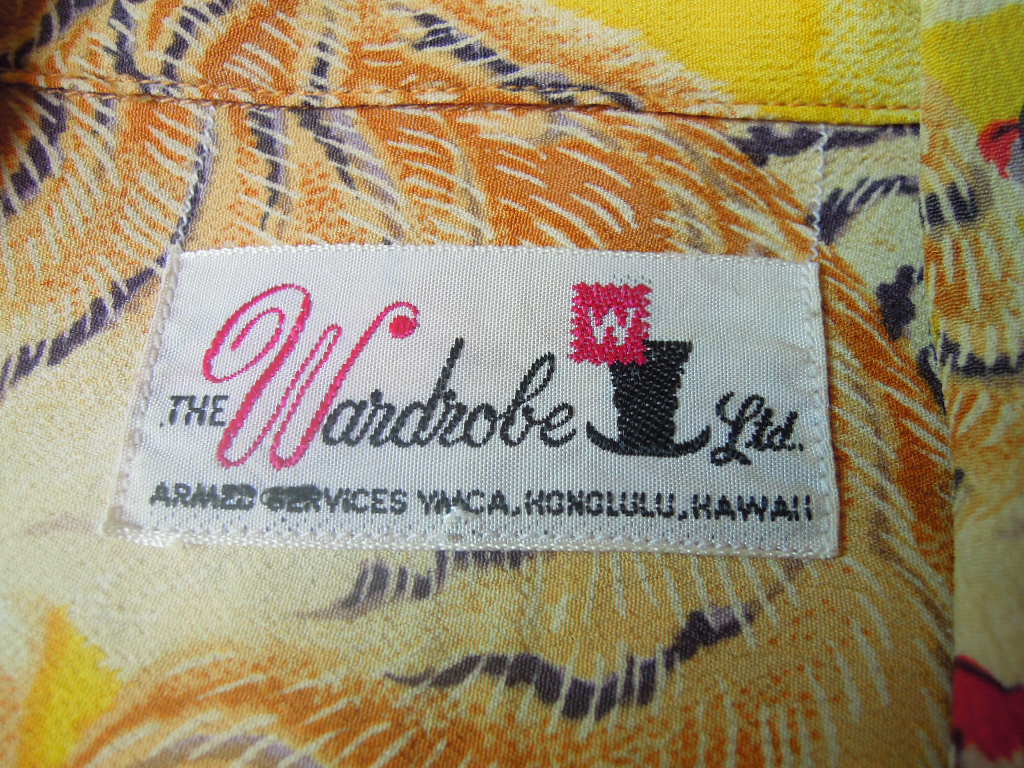 W
THE Wardrobe Ltd.
ARMED SERVICES YMCA, HONOLULU, HAWAII